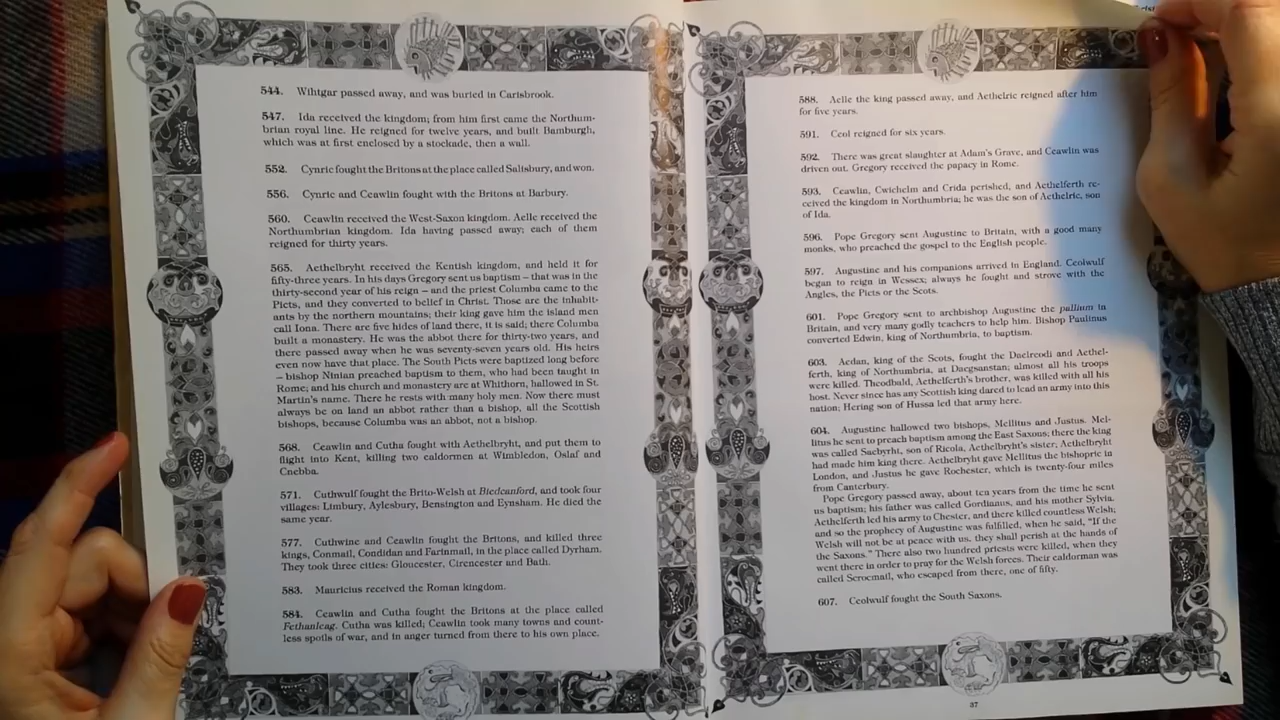 544. Wihtgar passed away, and was buried in Carisbrook.
547. Ida received the kingdom; from him first came the Northum-
brian royal line. He reigned for twelve years, and built Bamburgh,
which was at first enclosed by a stockade, then a wall.
552. Cynric fought the Britons at the place called Salisbury, and won.
556. Cynric and Ceawlin fought with the Britons at Barbury.
560. Ceawlin received the West-Saxon kingdom. Aelle received the
Northumbrian kingdom. Ida having passed away; each of them
reigned for thirty years.
565. Aethelbryht received the Kentish kingdom, and held it for
fifty-three years. In his days Gregory sent us baptism – that was in the
thirty-second year of his reign – and the priest Columba came to the
Picts, and they converted to belief in Christ. Those are the inhabit-
ants by the northern mountains; their king gave him the island men
call Iona. There are five hides of land there, it is said; there Columba
built a monastery. He was the abbot there for thirty-two years, and
there passed away when he was seventy-seven years old. His heirs
even now have that place. The South Picts were baptized long before
– bishop Ninian preached baptism to them, who had been taught in
Rome; and his church and monastery are at Whithorn, hallowed in St.
Martin's name. There he rests with many holy men. Now there must
always be on land an abbot rather than a bishop, all the Scottish
bishops, because Columba was an abbot, not a bishop.
568. Ceawlin and Cutha fought with Aethelbryht, and put them to
flight into Kent, killing two caldormen at Wimbledon, Oslaf and
Cnebba.
571. Cuthwulf fought the Brito-Welsh at Biedcanford, and took four
villages: Limbury, Aylesbury, Bensington and Eynsham. He died the
same year.
577. Cuthwine and Ceawlin fought the Britons, and killed three
kings, Conmail, Condidan and Farinmail, in the place called Dyrham.
They took three cities: Gloucester, Cirencester and Bath.
583. Mauricius received the Roman kingdom.
584. Ceawlin and Cutha fought the Britons at the place called
Fethanleag. Cutha was killed; Ceawlin took many towns and count-
less spoils of war, and in anger turned from there to his own place.
588. Aelle the king passed away, and Aethelric reigned after him
for five years.
591. Ceol reigned for six years.
592. There was great slaughter at Adam's Grave, and Ceawlin was
driven out. Gregory received the papacy in Rome.
593. Ceawlin, Cwichelm and Crida perished, and Aethelferth re-
ceived the kingdom in Northumbria; he was the son of Aethelric, son
of Ida.
596. Pope Gregory sent Augustine to Britain, with a good many
monks, who preached the gospel to the English people.
597. Augustine and his companions arrived in England. Ceolwulf
began to reign in Wessex; always he fought and strove with the
Angles, the Picts or the Scots.
601. Pope Gregory sent to archbishop Augustine the pallium in
Britain, and very many godly teachers to help him. Bishop Paulinus
converted Edwin, king of Northumbria, to baptism.
603. Aedan, king of the Scots, fought the Daelreodi and Aethel-
ferth, king of Northumbria, at Daegsanstan; almost all his troops
were killed. Theodbald, Aethelferth's brother, was killed with all his
host. Never since has any Scottish king dared to lead an army into this
nation; Hering son of Hussa led that army here.
604. Augustine hallowed two bishops, Mellitus and Justus. Mel-
litus he sent to preach baptism among the East Saxons; there the king
was called Saebyrht, son of Ricola, Aethelbryht's sister; Aethelbryht
had made him king there. Aethelbryht gave Mellitus the bishopric in
London, and Justus he gave Rochester, which is twenty-four miles
from Canterbury.
Pope Gregory passed away, about ten years from the time he sent
us baptism; his father was called Gordianus, and his mother Sylvia.
Aethelferth led his army to Chester, and there killed countless Welsh;
and so the prophecy of Augustine was fulfilled, when he said, "If the
Welsh will not be at peace with us, they shall perish at the hands of
the Saxons." There also two hundred priests were killed, when they
went there in order to pray for the Welsh forces. Their caldorman was
called Scrocmail, who escaped from there, one of fifty.
607. Ceolwulf fought the South Saxons.
37